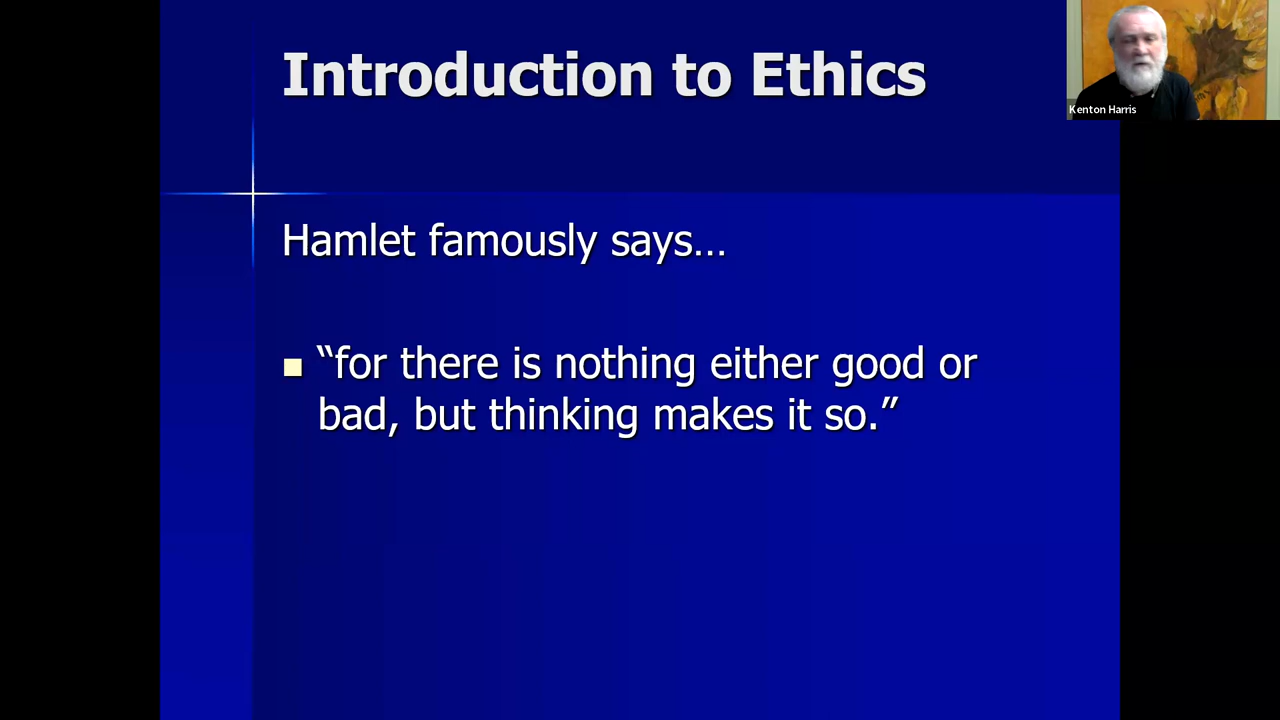 Introduction to Ethics
Kenton Harris
Hamlet famously says…
“for there is nothing either good or
bad, but thinking makes it so.”